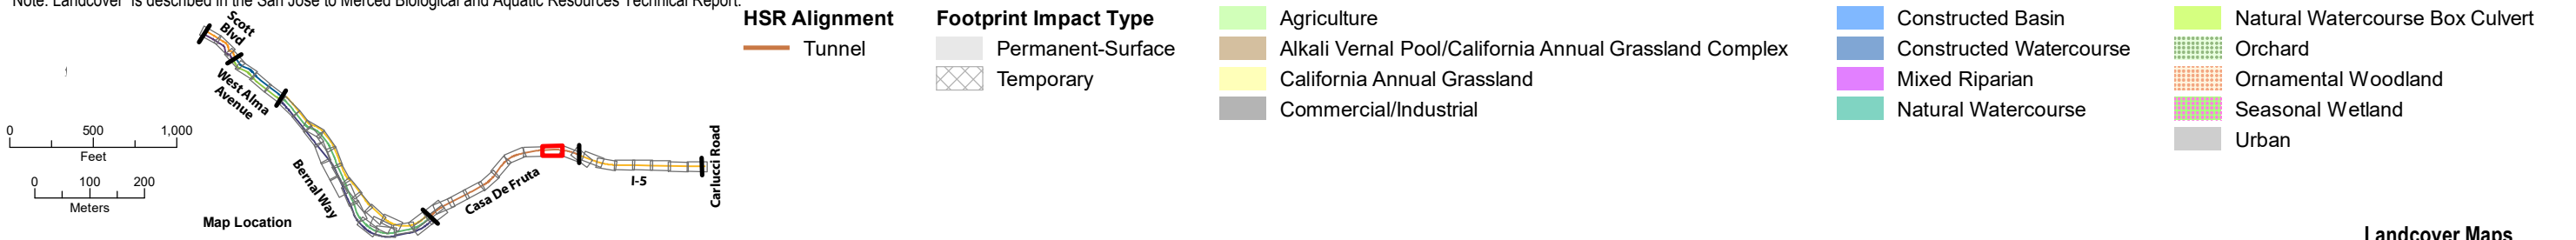 Note: Landcover is described in the San Jose to Merced Biological and Aquatic Resources Technical Report.
Scott
Blvd
West Alma
Avenue
Bernal Way
Casa De Fruta
I-5
Carlucci Road
0 500 1,000
Feet
0 100 200
Meters
Map Location
HSR Alignment
Tunnel
Footprint Impact Type
Permanent-Surface
Temporary
Agriculture
Alkali Vernal Pool/California Annual Grassland Complex
California Annual Grassland
Commercial/Industrial
Constructed Basin
Constructed Watercourse
Mixed Riparian
Natural Watercourse
Natural Watercourse Box Culvert
Orchard
Ornamental Woodland
Seasonal Wetland
Urban
Landcover Maps